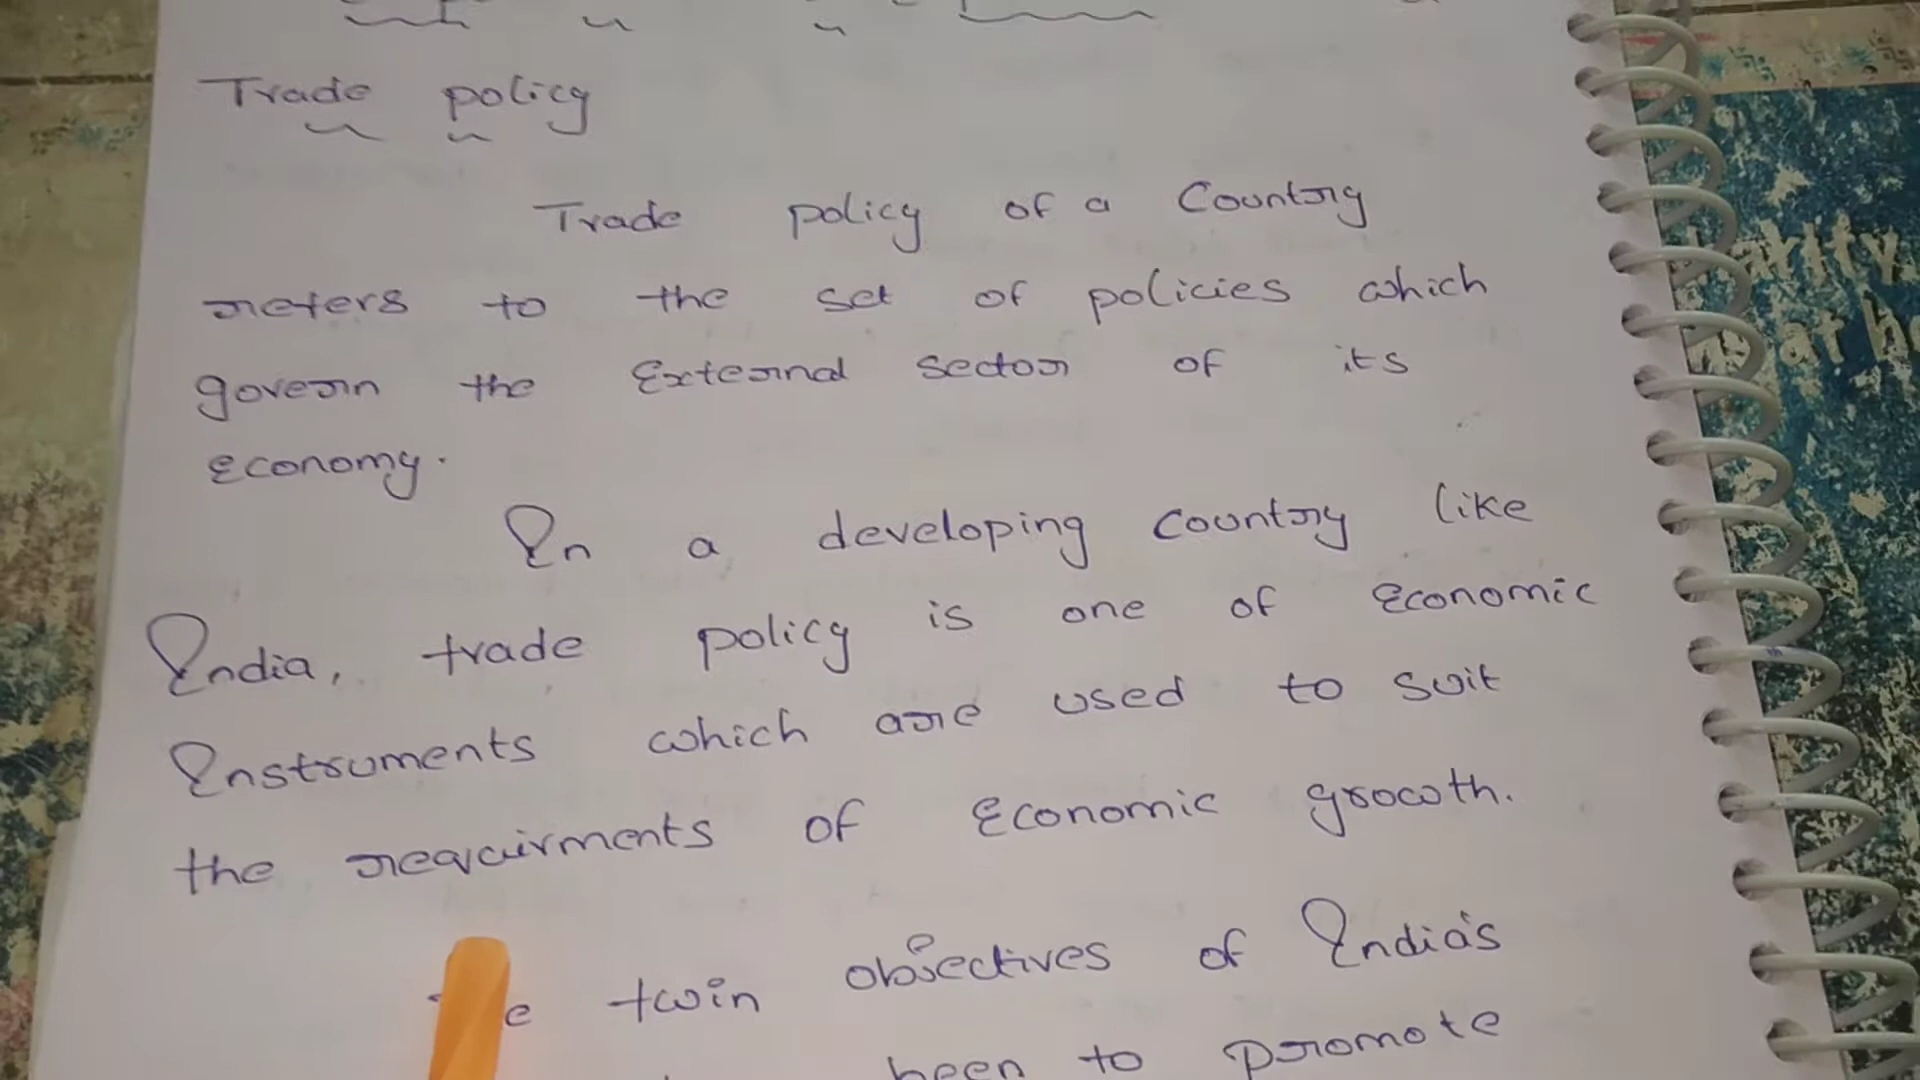 Trade policy
Trade policy of a Country
refers to the set of policies which
govern the External sector of its
Economy.
In a developing country like
India, trade policy is one of Economic
Instruments which are used to suit
the requirments of Economic growth.
twin objectives of India's
been to promote